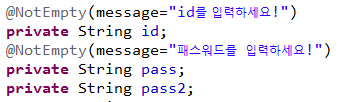 @NotEmpty(message="id를 입력하세요!")
private String id;
@NotEmpty(message="패스워드를 입력하세요!")
private String pass;
private String pass2;